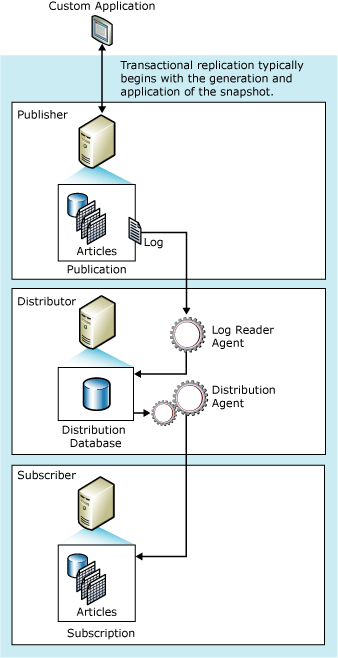 Custom Application
Transactional replication typically
begins with the generation and
application of the snapshot.
Publisher
Articles
Log
Publication
Distributor
Log Reader
Agent
Distribution
Agent
Distribution
Database
Subscriber
Articles
Subscription